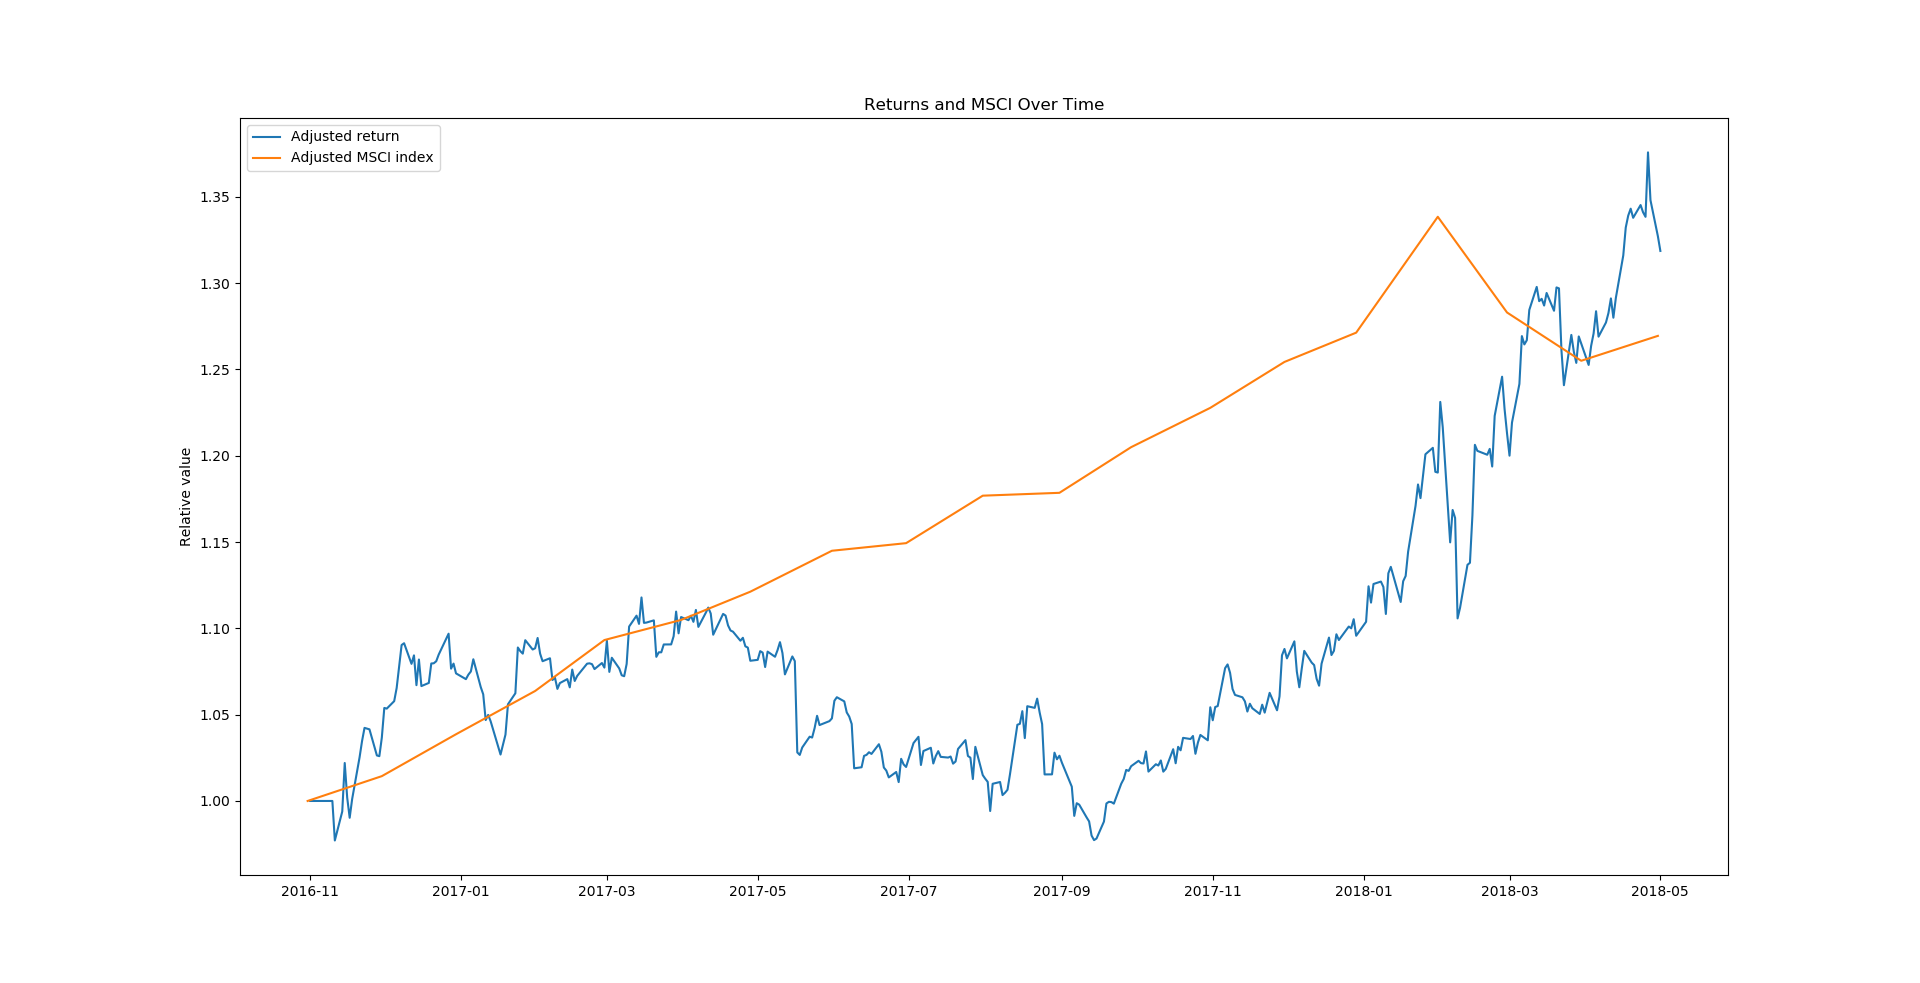 Returns and MSCI Over Time
Adjusted return
Adjusted MSCI index
Relative value
1.35
1.30
1.25
1.20
1.15
1.10
1.05
1.00
2016-11 2017-01 2017-03 2017-05 2017-07 2017-09 2017-11 2018-01 2018-03 2018-05